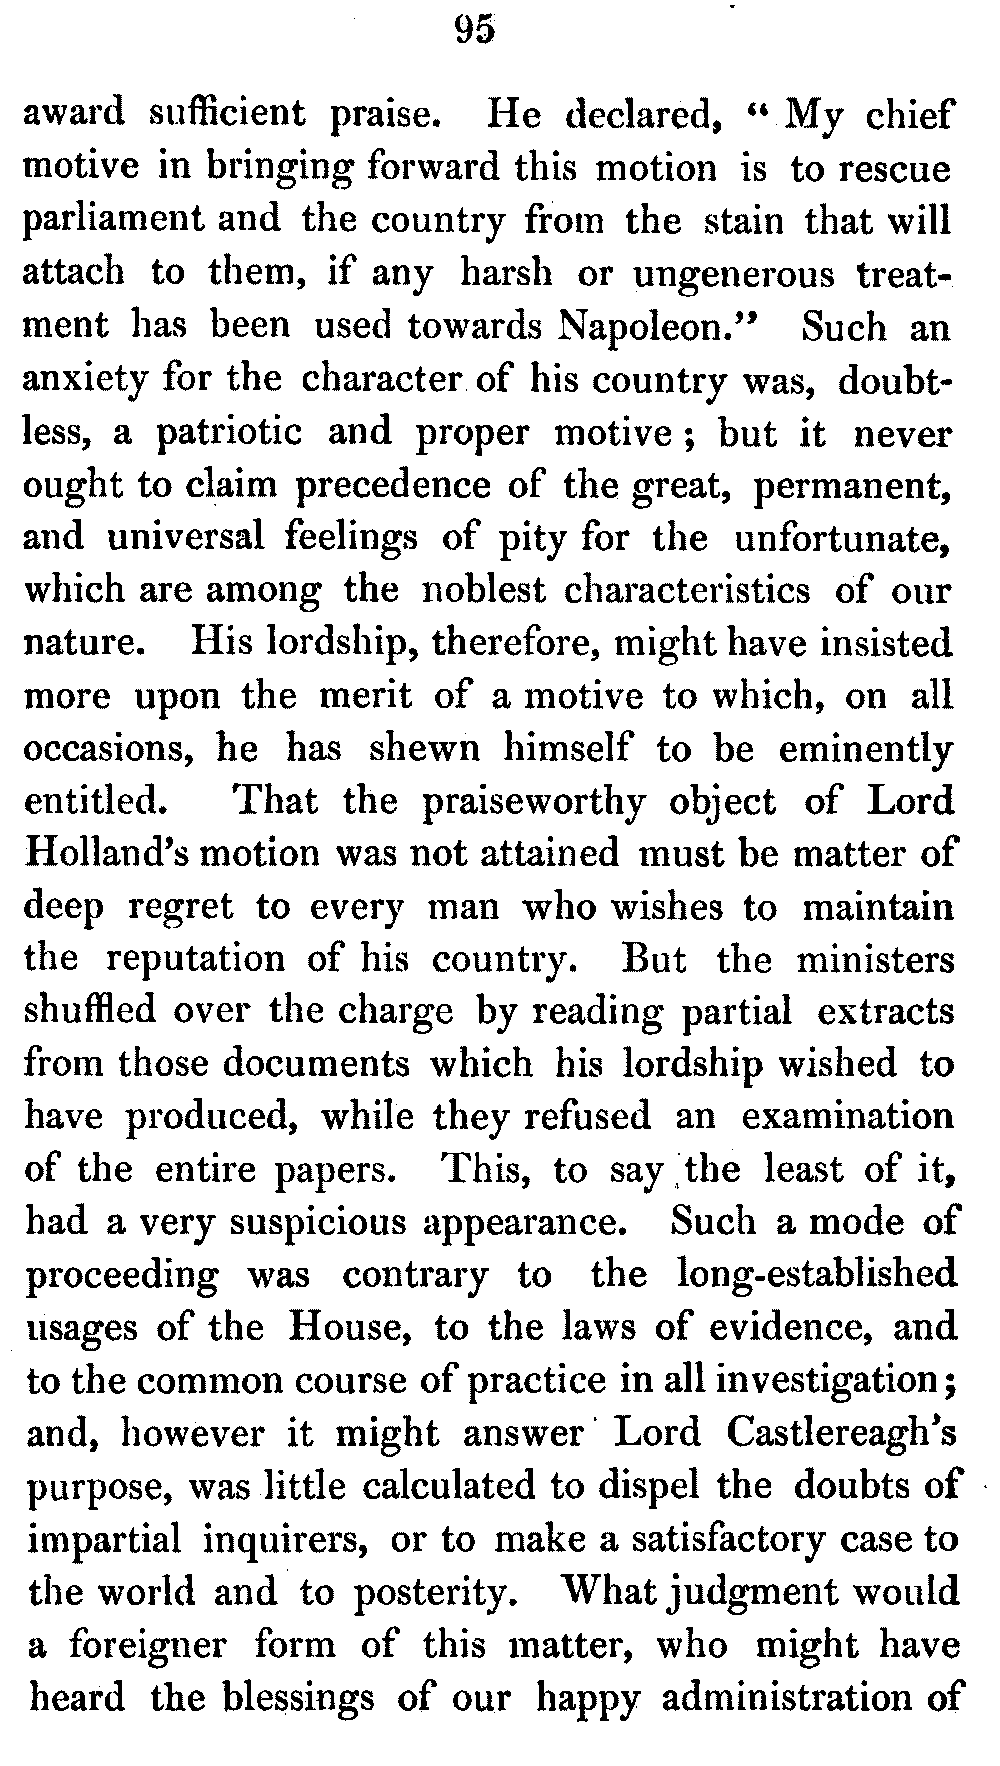 95
award sufficient praise. He declared, “ My chief
motive in bringing forward this motion is to rescue
parliament and the country from the stain that will
attach to them, if any harsh or ungenerous treat-
ment has been used towards Napoleon.” Such an
anxiety for the character of his country was, doubt-
less, a patriotic and proper motive ; but it never
ought to claim precedence of the great, permanent,
and universal feelings of pity for the unfortunate,
which are among the noblest characteristics of our
nature. His lordship, therefore, might have insisted
more upon the merit of a motive to which, on all
occasions, he has shewn himself to be eminently
entitled. That the praiseworthy object of Lord
Holland’s motion was not attained must be matter of
deep regret to every man who wishes to maintain
the reputation of his country. But the ministers
shuffled over the charge by reading partial extracts
from those documents which his lordship wished to
have produced, while they refused an examination
of the entire papers. This, to say the least of it,
had a very suspicious appearance. Such a mode of
proceeding was contrary to the long-established
usages of the House, to the laws of evidence, and
to the common course of practice in all investigation ;
and, however it might answer Lord Castlereagh’s
purpose, was little calculated to dispel the doubts of
impartial inquirers, or to make a satisfactory case to
the world and to posterity. What judgment would
a foreigner form of this matter, who might have
heard the blessings of our happy administration of